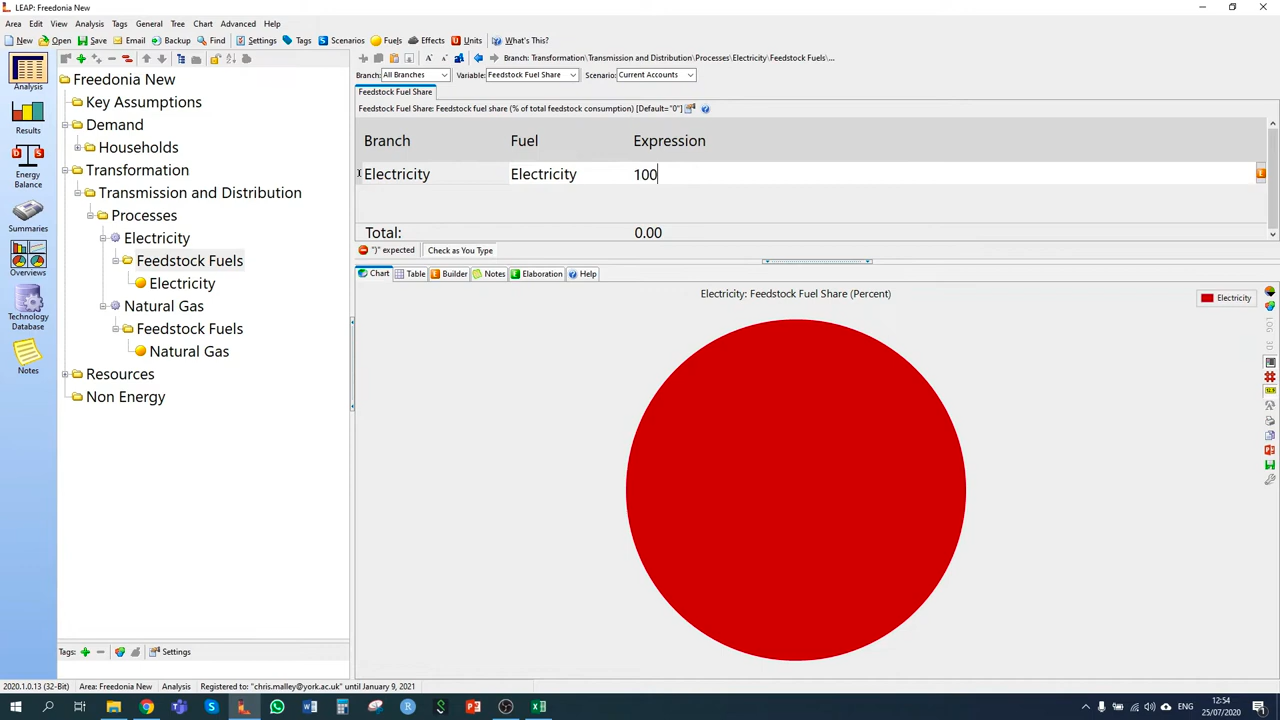 LEAP: Freedonia New
Area Edit View Analysis Tags General Tree Chart Advanced Help
New Open Save Email Backup Find Settings Tags Scenarios Fuels Effects Units What's This?
Analysis
Results
Energy Balance
Summaries
Overviews
Technology Database
Notes
Freedonia New
Key Assumptions
Demand
Households
Transformation
Transmission and Distribution
Processes
Electricity
Feedstock Fuels
Electricity
Natural Gas
Feedstock Fuels
Natural Gas
Resources
Non Energy
Tags: Settings
Branch: Transformation\Transmission and Distribution\Processes\Electricity\Feedstock Fuels\...
Branch: All Branches Variable: Feedstock Fuel Share Scenario: Current Accounts
Feedstock Fuel Share
Feedstock Fuel Share: Feedstock fuel share (% of total feedstock consumption) [Default="0"]
Branch Fuel Expression
Electricity Electricity 100
Total: 0.00
")" expected Check as You Type
Chart Table Builder Notes Elaboration Help
Electricity: Feedstock Fuel Share (Percent)
Electricity
LOG
3D
2020.1.0.13 (32-Bit) Area: Freedonia New Analysis Registered to: "chris.malley@york.ac.uk" until January 9, 2021
12:54
25/07/2020